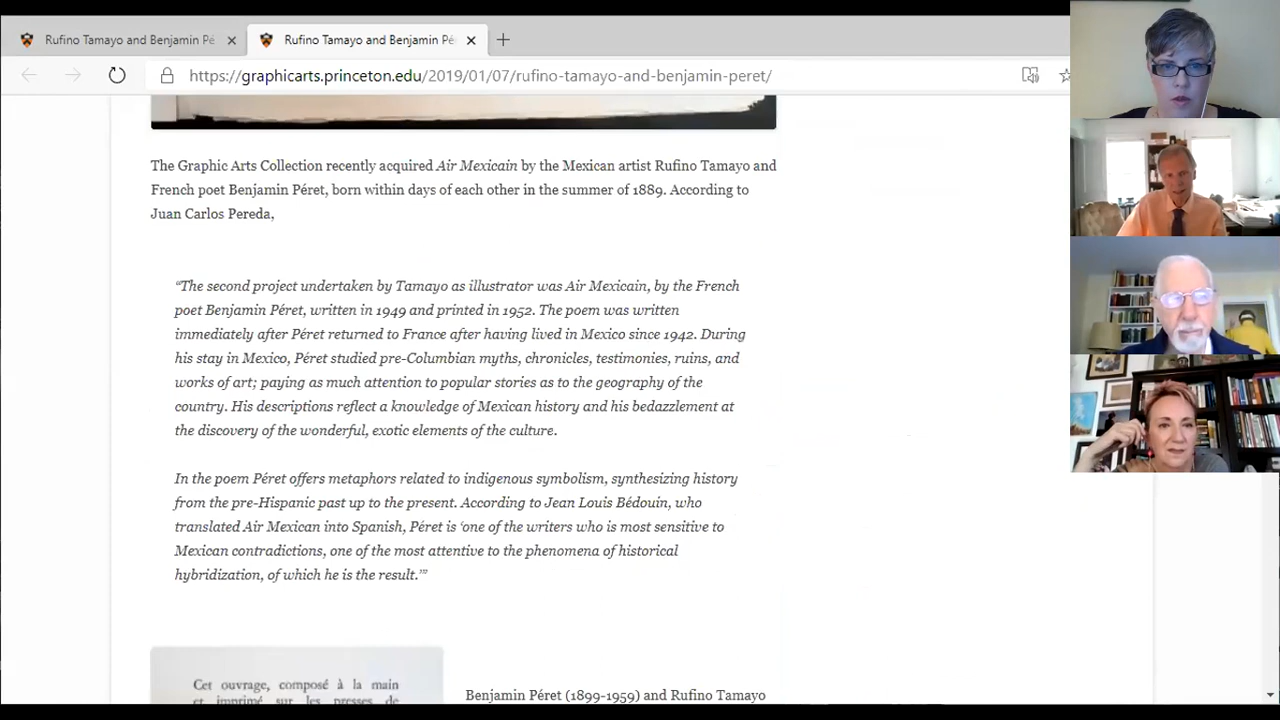 Rufino Tamayo and Benjamin Pé
Rufino Tamayo and Benjamin Pé
https://graphicarts.princeton.edu/2019/01/07/rufino-tamayo-and-benjamin-peret/
The Graphic Arts Collection recently acquired Air Mexicain by the Mexican artist Rufino Tamayo and
French poet Benjamin Péret, born within days of each other in the summer of 1889. According to
Juan Carlos Pereda,
“The second project undertaken by Tamayo as illustrator was Air Mexicain, by the French
poet Benjamin Péret, written in 1949 and printed in 1952. The poem was written
immediately after Péret returned to France after having lived in Mexico since 1942. During
his stay in Mexico, Péret studied pre-Columbian myths, chronicles, testimonies, ruins, and
works of art; paying as much attention to popular stories as to the geography of the
country. His descriptions reflect a knowledge of Mexican history and his bedazzlement at
the discovery of the wonderful, exotic elements of the culture.
In the poem Péret offers metaphors related to indigenous symbolism, synthesizing history
from the pre-Hispanic past up to the present. According to Jean Louis Bédouin, who
translated Air Mexican into Spanish, Péret is ‘one of the writers who is most sensitive to
Mexican contradictions, one of the most attentive to the phenomena of historical
hybridization, of which he is the result.’”
Cet ouvrage, composé à la main
et imprimé sur les presses de
Benjamin Péret (1899-1959) and Rufino Tamayo